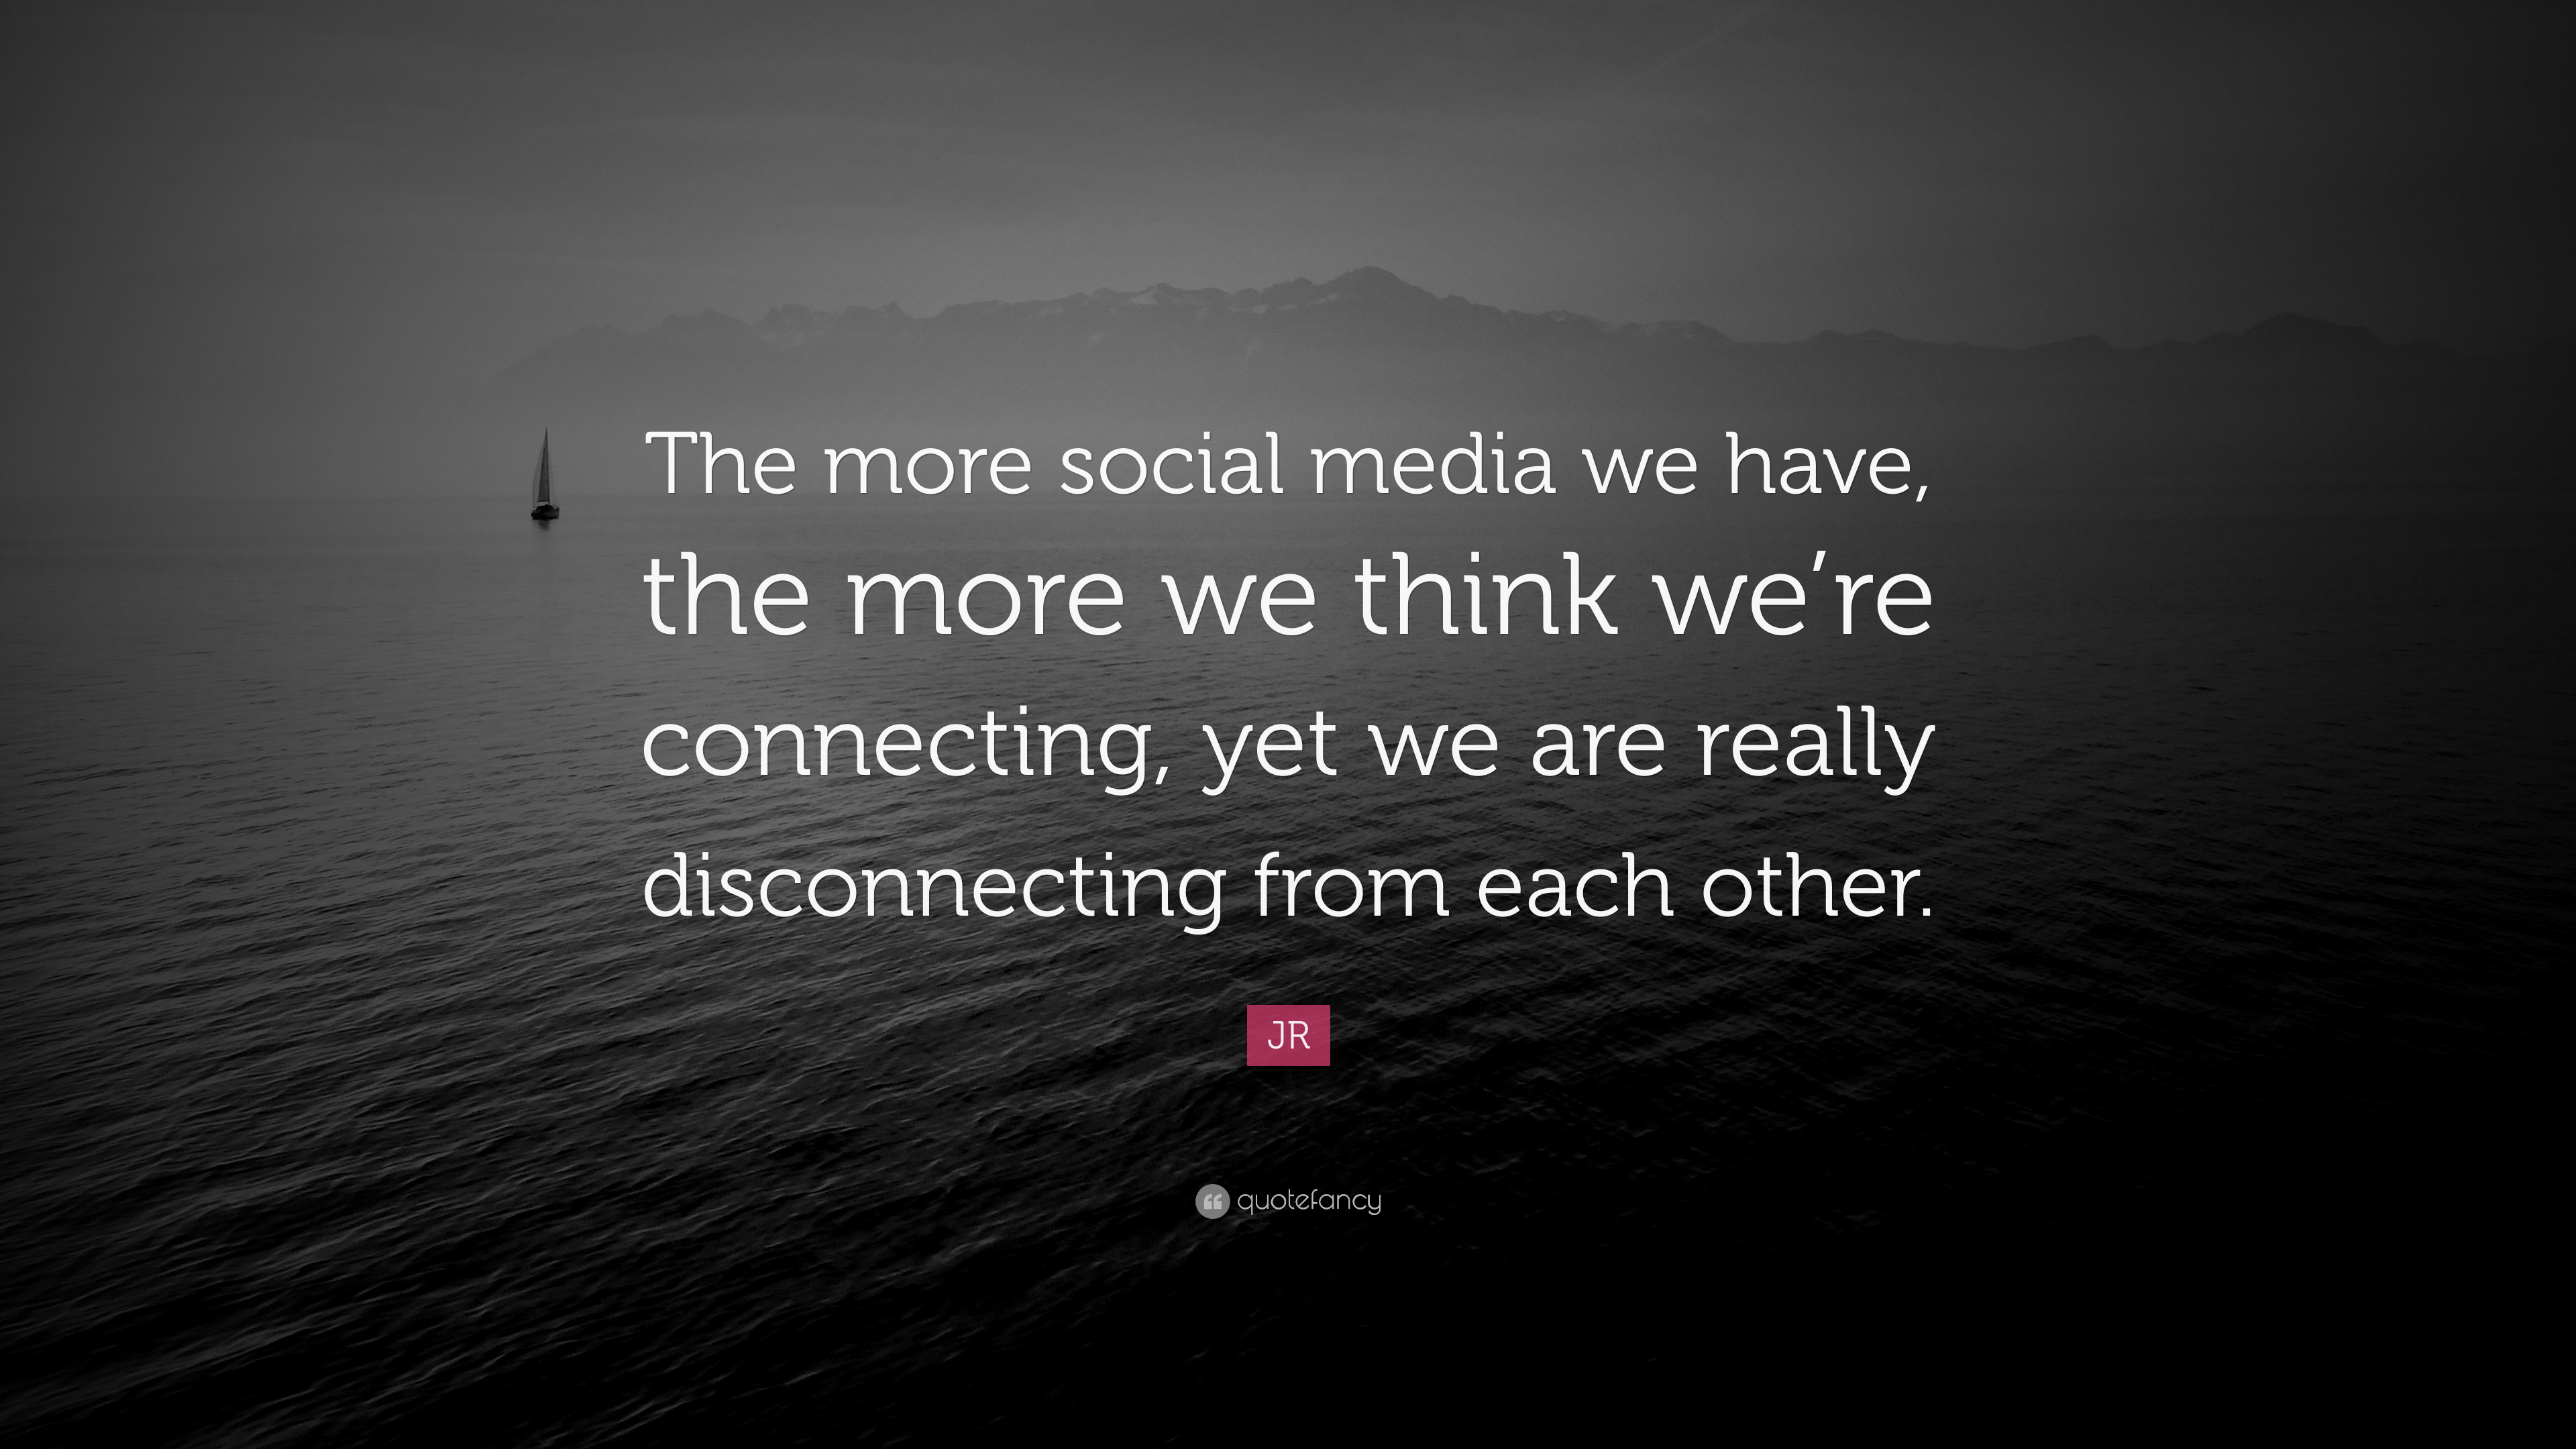 The more social media we have,
the more we think we’re
connecting, yet we are really
disconnecting from each other.
JR
quotefancy